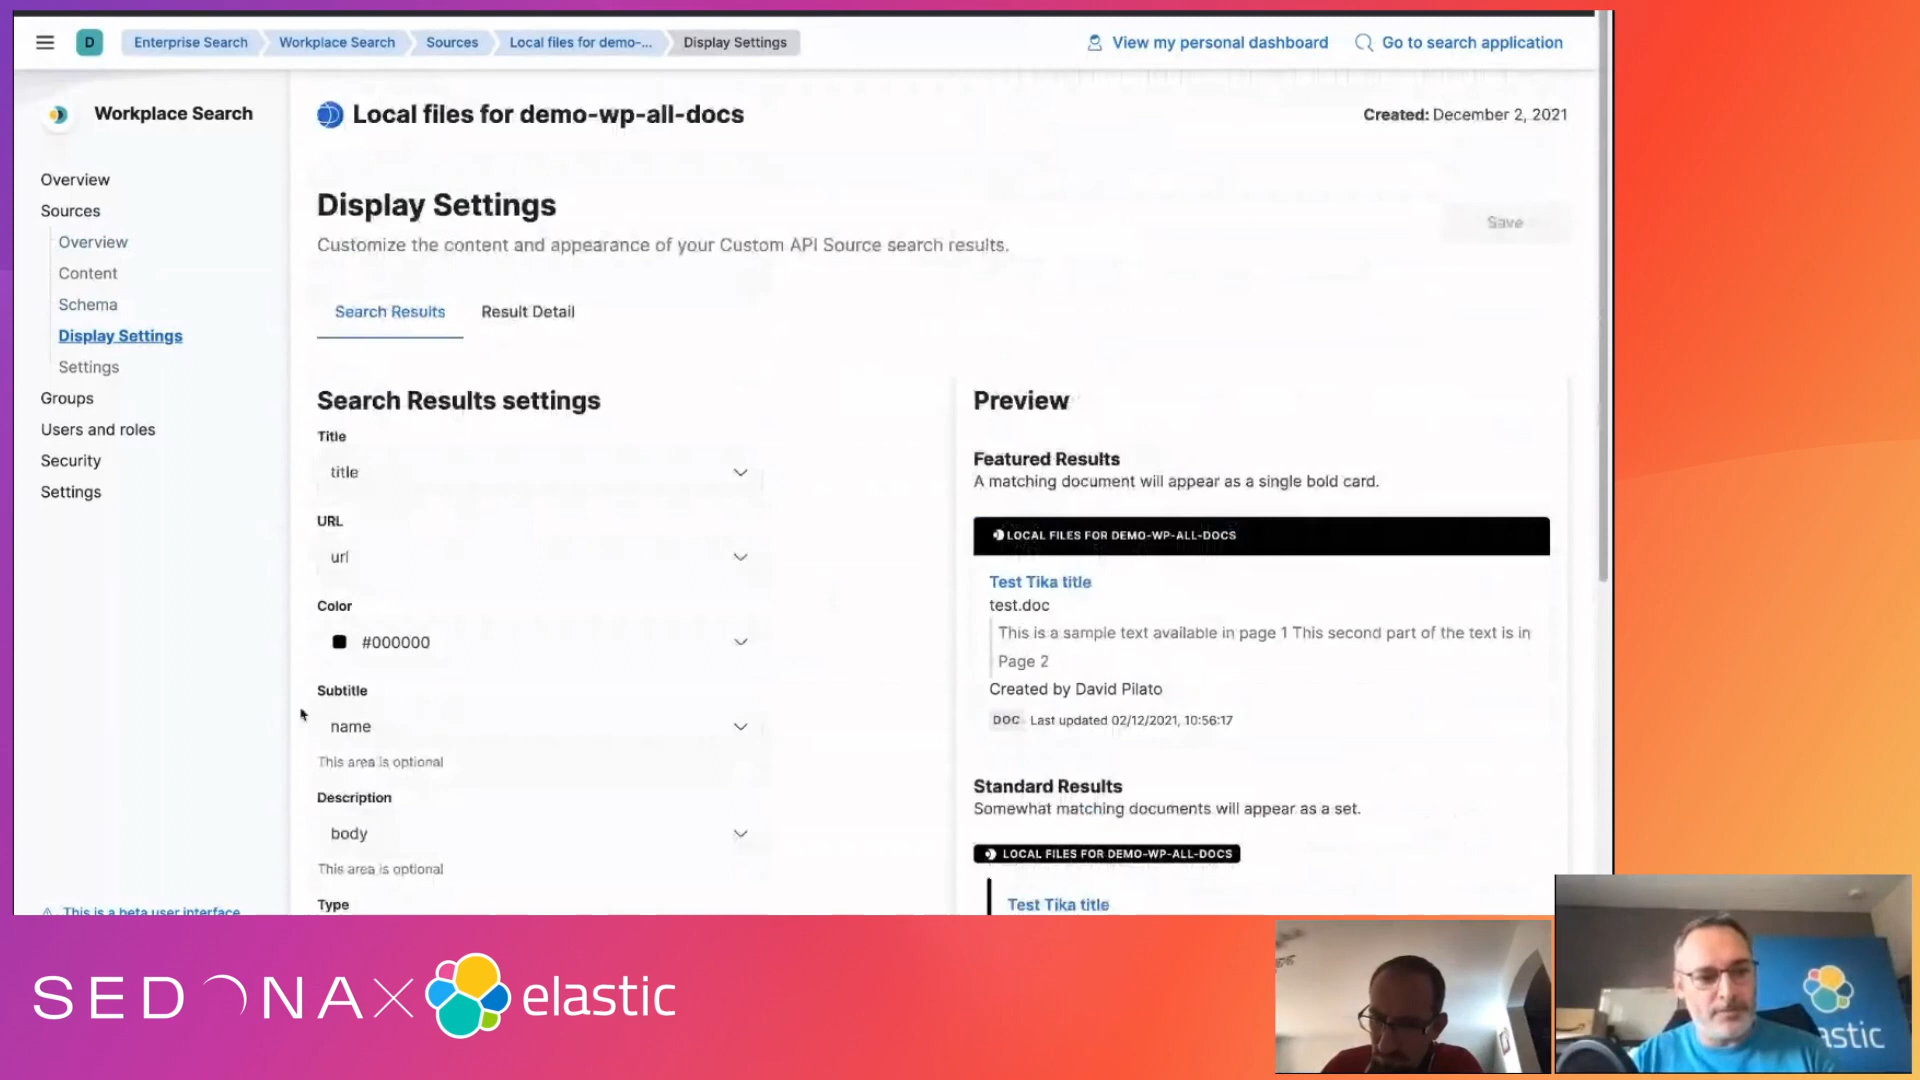 D
Enterprise Search
Workplace Search
Sources
Local files for demo-...
Display Settings
View my personal dashboard
Go to search application
Workplace Search
Overview
Sources
Overview
Content
Schema
Display Settings
Settings
Groups
Users and roles
Security
Settings
This is a beta user interface
Local files for demo-wp-all-docs
Created: December 2, 2021
Display Settings
Customize the content and appearance of your Custom API Source search results.
Save
Search Results
Result Detail
Search Results settings
Title
title
URL
url
Color
#000000
Subtitle
name
This area is optional
Description
body
This area is optional
Type
Preview
Featured Results
A matching document will appear as a single bold card.
LOCAL FILES FOR DEMO-WP-ALL-DOCS
Test Tika title
test.doc
This is a sample text available in page 1 This second part of the text is in
Page 2
Created by David Pilato
DOC Last updated 02/12/2021, 10:56:17
Standard Results
Somewhat matching documents will appear as a set.
LOCAL FILES FOR DEMO-WP-ALL-DOCS
Test Tika title
SEDONA X elastic
astic